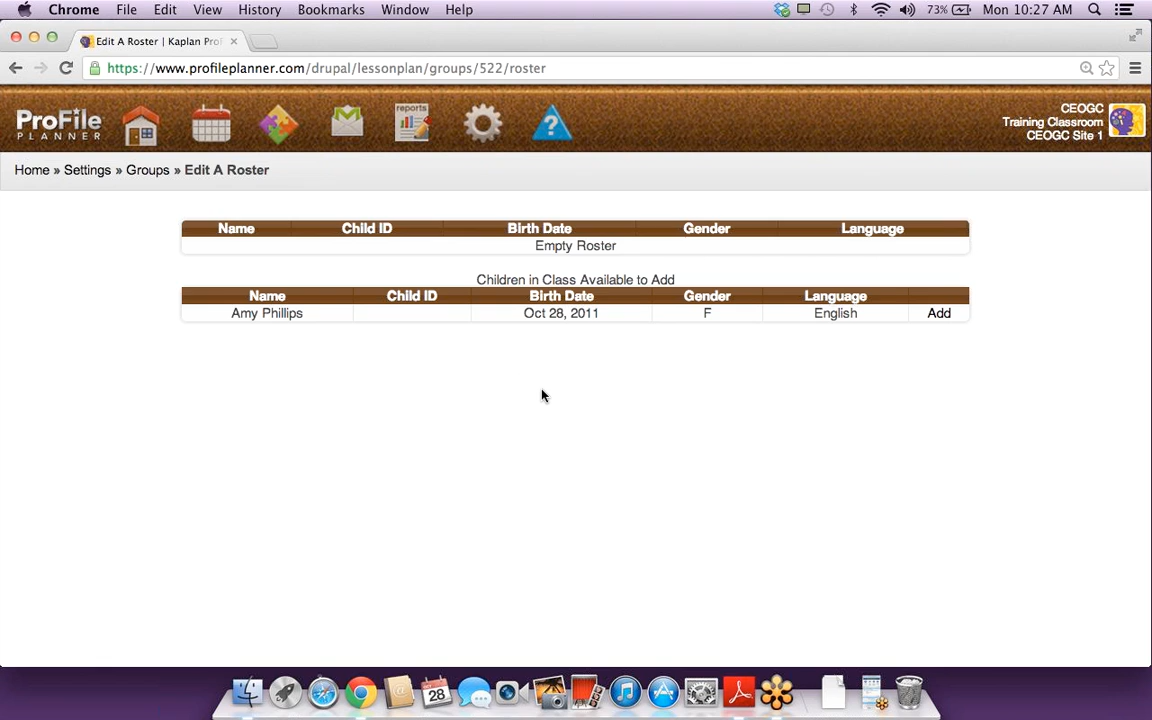 Chrome File Edit View History Bookmarks Window Help 73% Mon 10:27 AM
Edit A Roster | Kaplan Pro
https://www.profileplanner.com/drupal/lessonplan/groups/522/roster
ProFile
PLANNER
reports
?
CEOGC
Training Classroom
CEOGC Site 1
Home » Settings » Groups » Edit A Roster
Name Child ID Birth Date Gender Language
Empty Roster
Children in Class Available to Add
Name Child ID Birth Date Gender Language
Amy Phillips Oct 28, 2011 F English Add
28